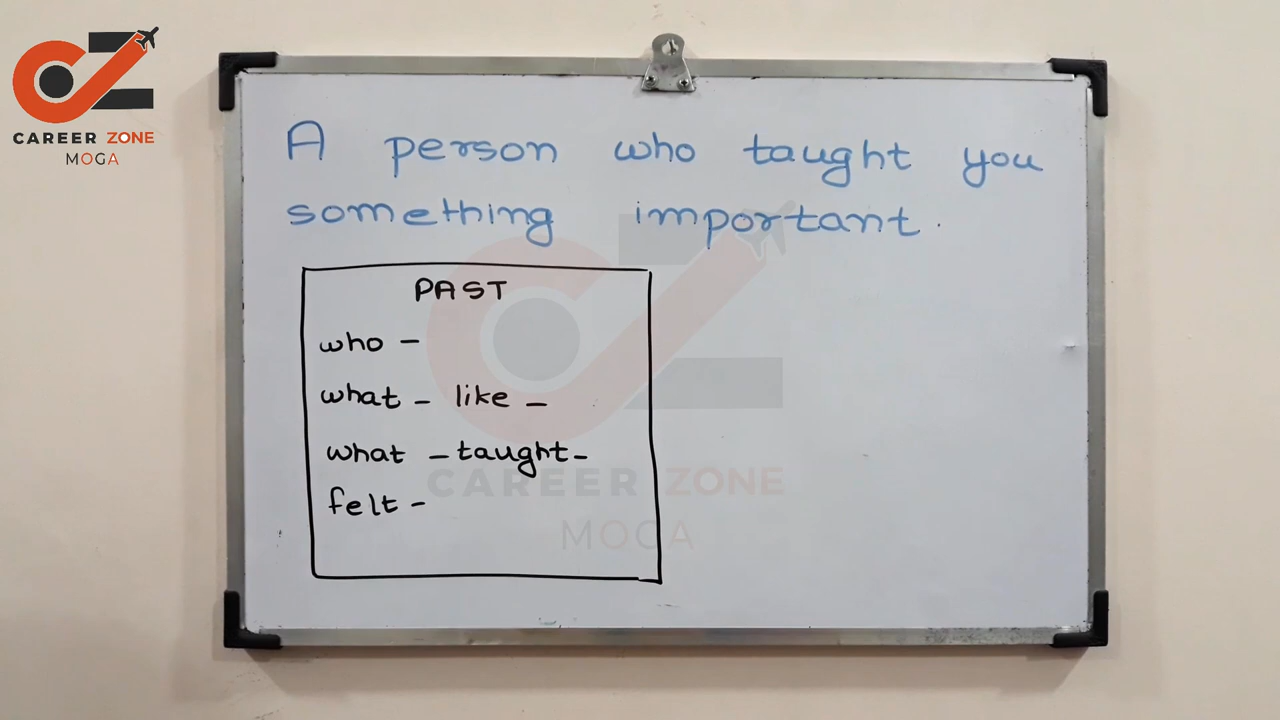 CAREER ZONE
MOGA
A person who taught you
something important.
PAST
who -
what - like -
what - taught -
felt -
CAREER ZONE
MOGA